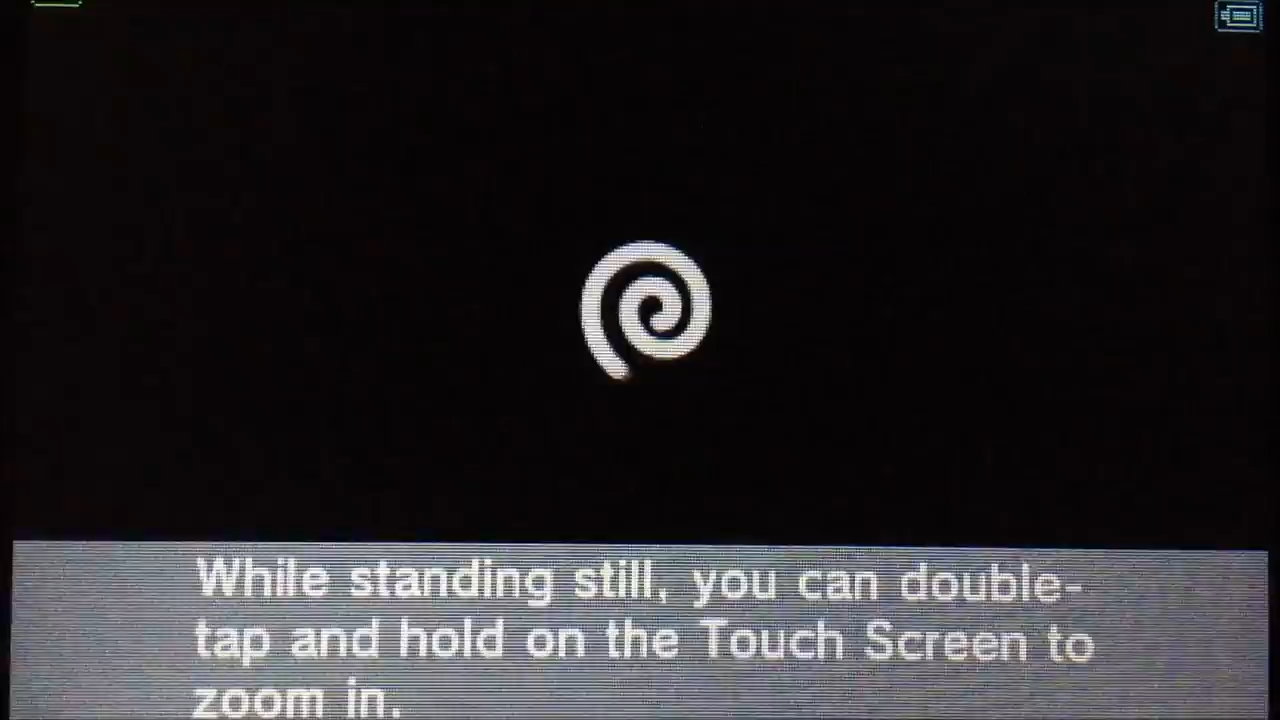 While standing still, you can double-
tap and hold on the Touch Screen to
zoom in.